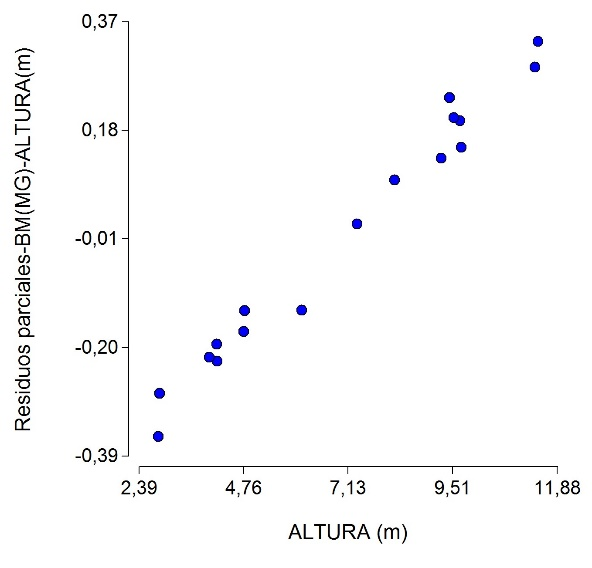 Residuos parciales-BM(MG)-ALTURA(m)
0,37
0,18
-0,01
-0,20
-0,39
2,39 4,76 7,13 9,51 11,88
ALTURA (m)